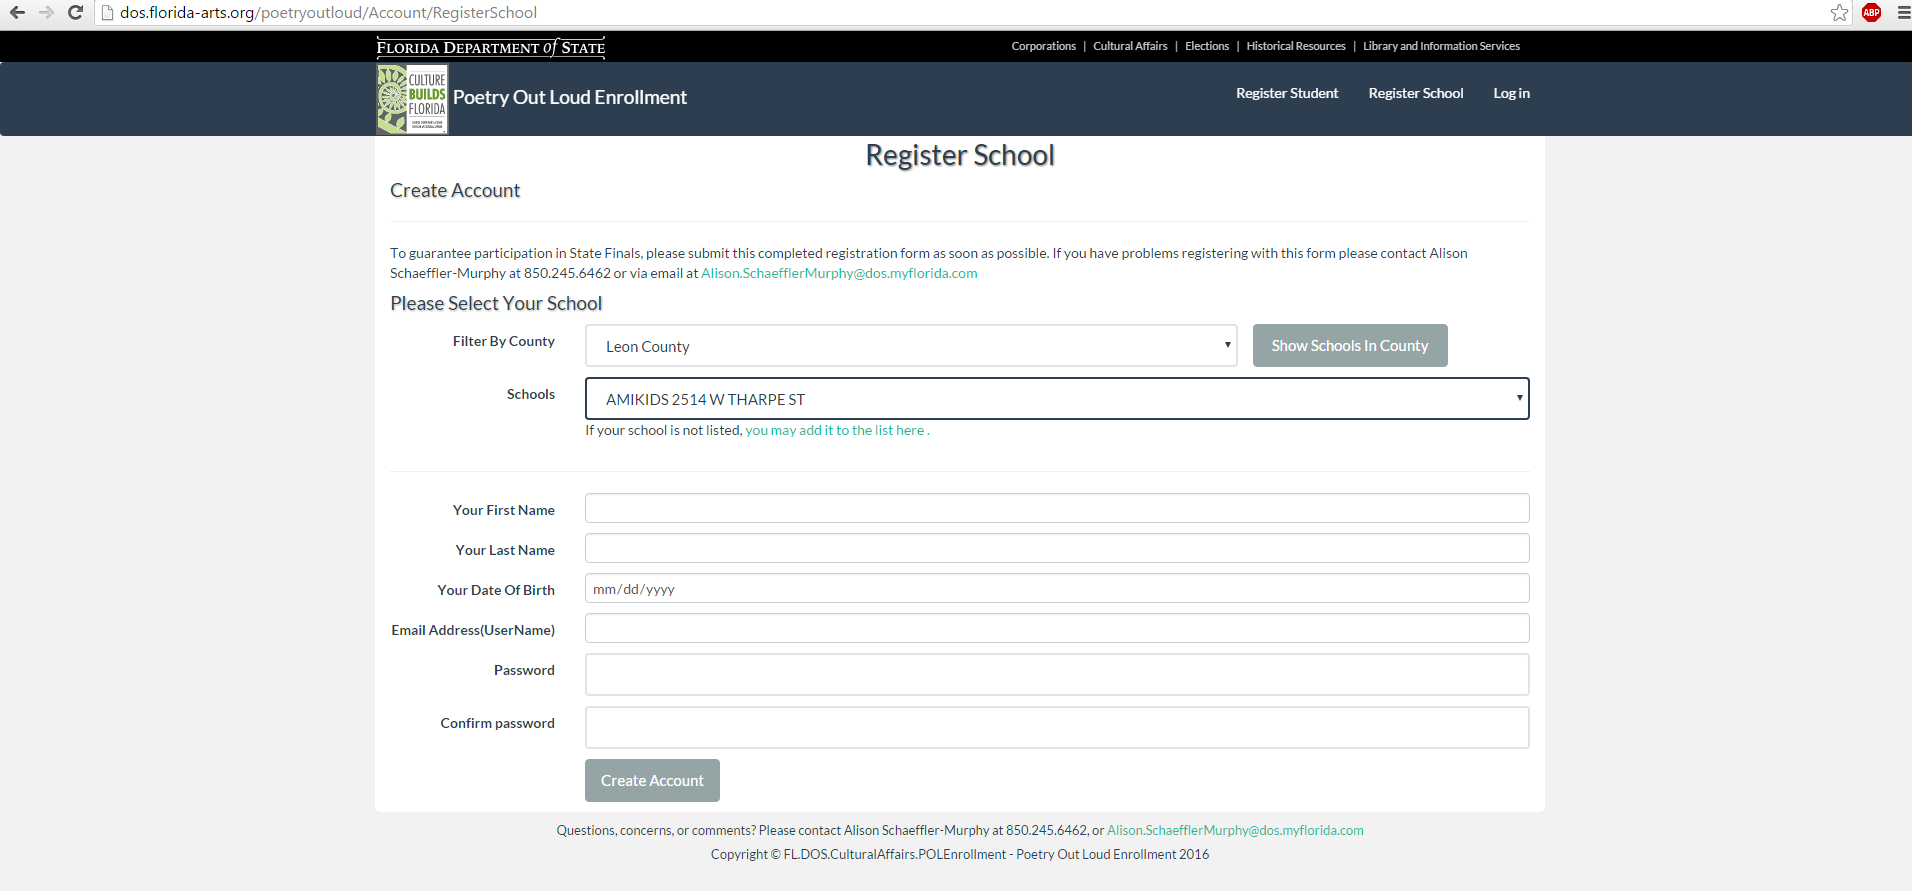 dos.florida-arts.org/poetryoutloud/Account/RegisterSchool
ABP
FLORIDA DEPARTMENT of STATE
Corporations | Cultural Affairs | Elections | Historical Resources | Library and Information Services
CULTURE
BUILDS
FLORIDA
Poetry Out Loud Enrollment
Register Student Register School Log in
Register School
Create Account
To guarantee participation in State Finals, please submit this completed registration form as soon as possible. If you have problems registering with this form please contact Alison
Schaeffler-Murphy at 850.245.6462 or via email at Alison.SchaefflerMurphy@dos.myflorida.com
Please Select Your School
Filter By County Leon County Show Schools In County
Schools AMIKIDS 2514 W THARPE ST
If your school is not listed, you may add it to the list here .
Your First Name
Your Last Name
Your Date Of Birth mm/dd/yyyy
Email Address(UserName)
Password
Confirm password
Create Account
Questions, concerns, or comments? Please contact Alison Schaeffler-Murphy at 850.245.6462, or Alison.SchaefflerMurphy@dos.myflorida.com
Copyright © FL.DOS.CulturalAffairs.POLEnrollment - Poetry Out Loud Enrollment 2016